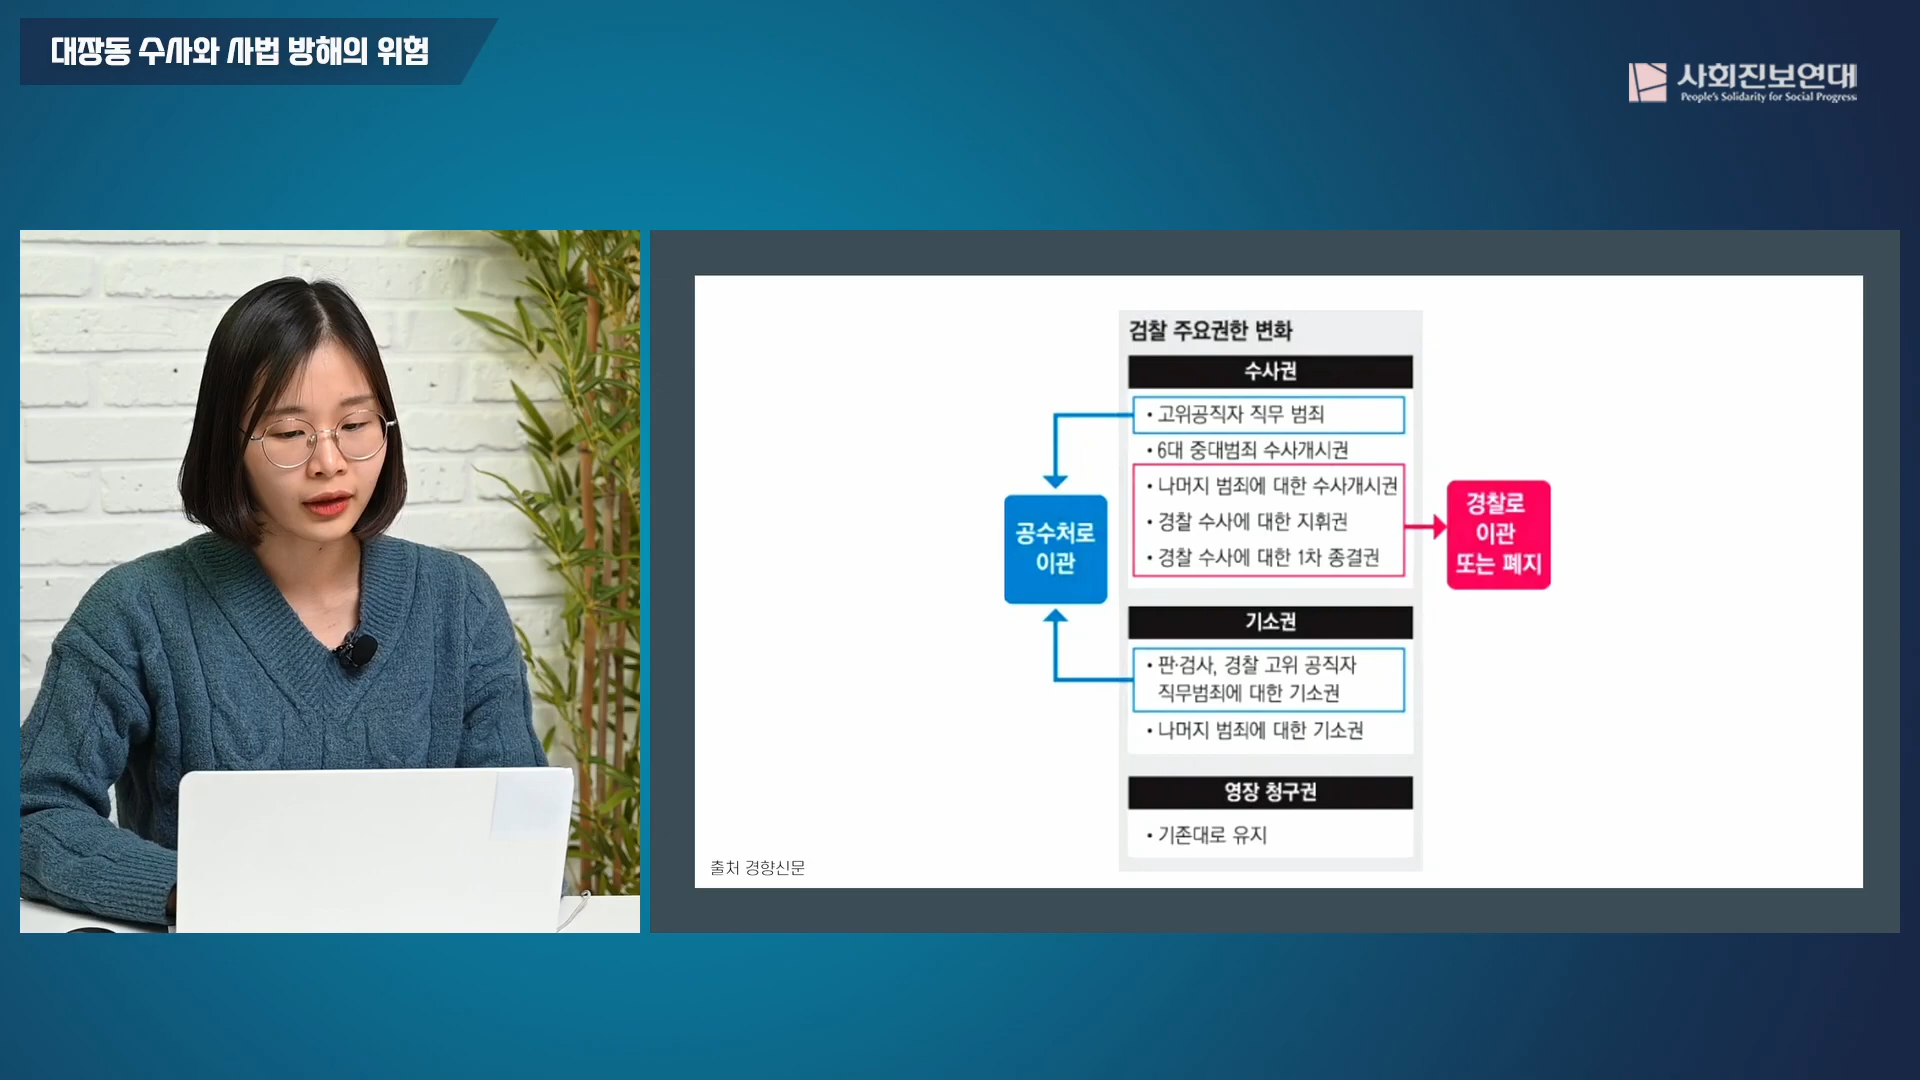 대장동 수사와 사법 방해의 위험
사회진보연대
People's Solidarity for Social Progress
검찰 주요권한 변화
수사권
• 고위공직자 직무 범죄
• 6대 중대범죄 수사개시권
• 나머지 범죄에 대한 수사개시권
• 경찰 수사에 대한 지휘권
• 경찰 수사에 대한 1차 종결권
공수처로
이관
경찰로
이관
또는 폐지
기소권
• 판·검사, 경찰 고위 공직자
직무범죄에 대한 기소권
• 나머지 범죄에 대한 기소권
영장 청구권
• 기존대로 유지
출처 경향신문